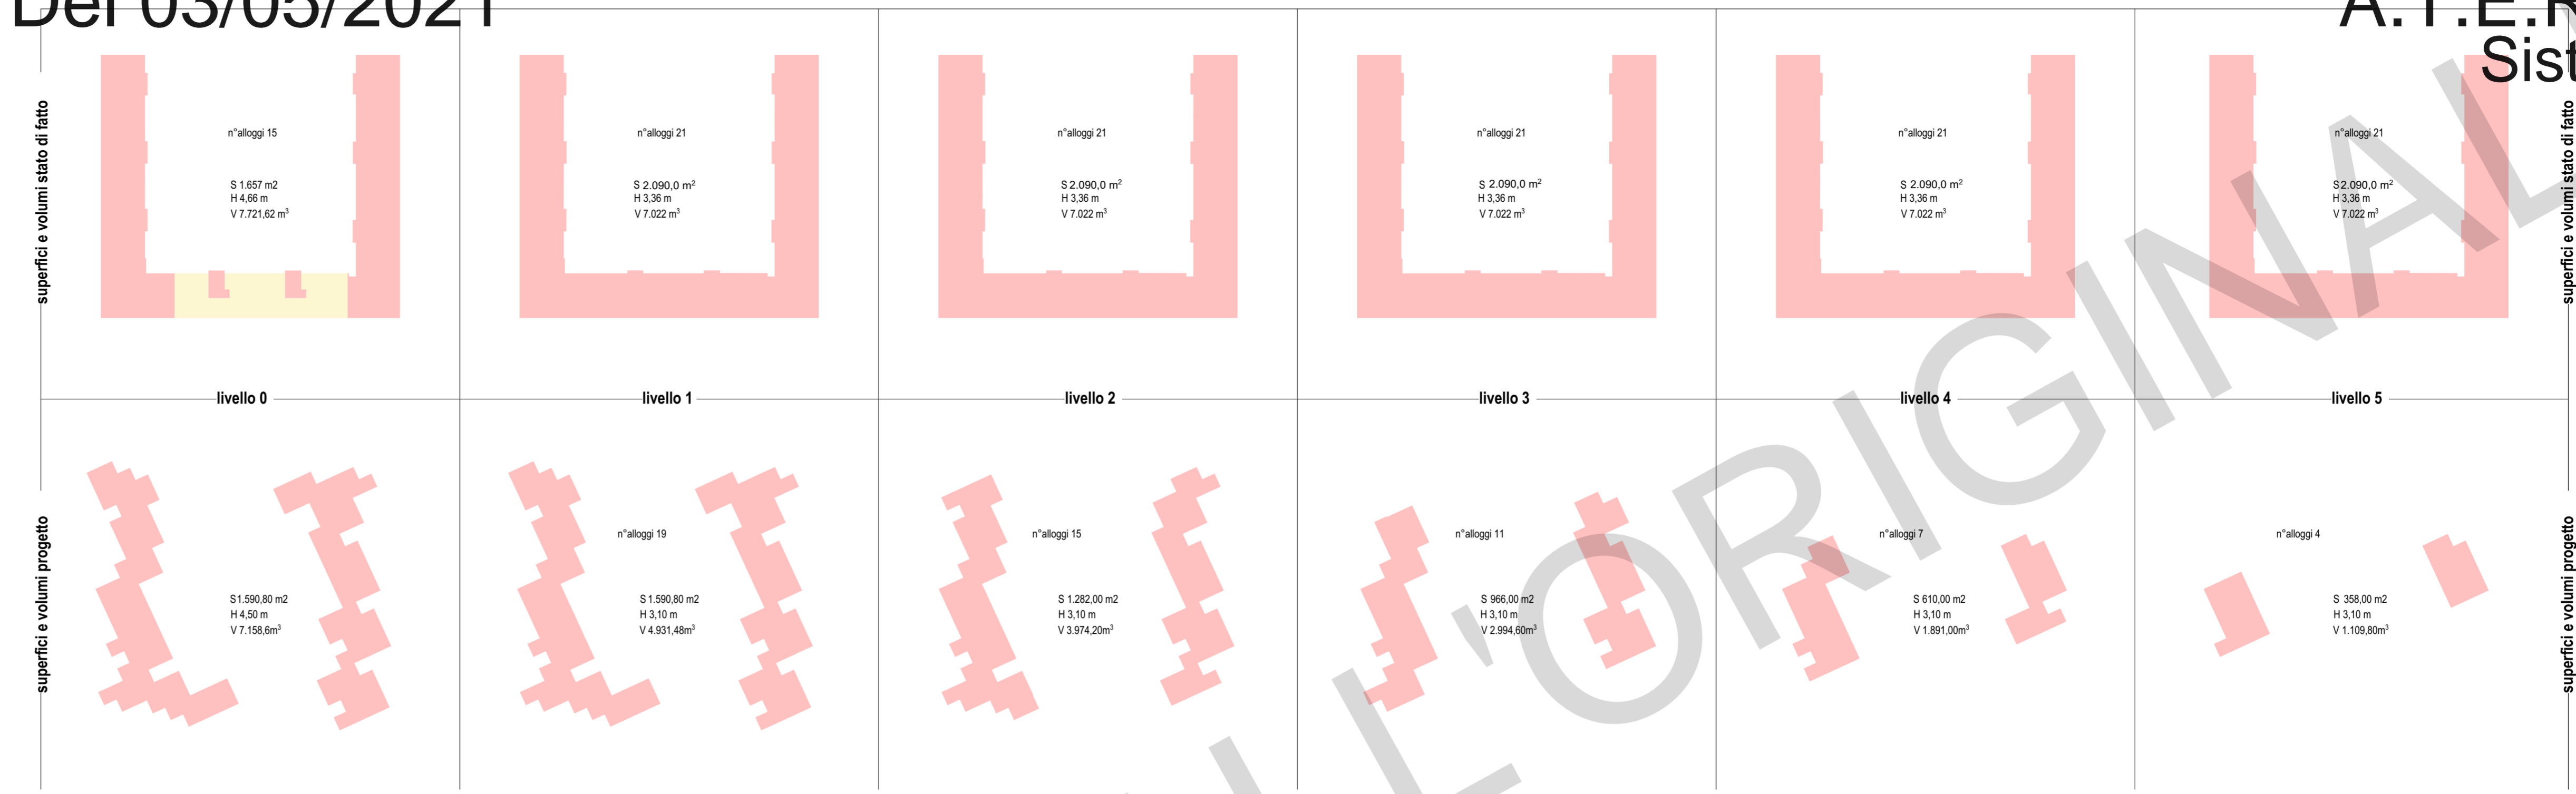 Del 03/05/2021
A.T.E.R
Sist
superfici e volumi stato di fatto
n°alloggi 15
S 1.657 m2
H 4,66 m
V 7.721,62 m³
n°alloggi 21
S 2.090,0 m²
H 3,36 m
V 7.022 m³
n°alloggi 21
S 2.090,0 m²
H 3,36 m
V 7.022 m³
n°alloggi 21
S 2.090,0 m²
H 3,36 m
V 7.022 m³
n°alloggi 21
S 2.090,0 m²
H 3,36 m
V 7.022 m³
n°alloggi 21
S 2.090,0 m²
H 3,36 m
V 7.022 m³
superfici e volumi stato di fatto
livello 0
livello 1
livello 2
livello 3
livello 4
livello 5
superfici e volumi progetto
S 1.590,80 m2
H 4,50 m
V 7.158,6m³
n°alloggi 19
S 1.590,80 m2
H 3,10 m
V 4.931,48m³
n°alloggi 15
S 1.282,00 m2
H 3,10 m
V 3.974,20m³
n°alloggi 11
S 966,00 m2
H 3,10 m
V 2.994,60m³
n°alloggi 7
S 610,00 m2
H 3,10 m
V 1.891,00m³
n°alloggi 4
S 358,00 m2
H 3,10 m
V 1.109,80m³
superfici e volumi progetto
L'ORIGINAL